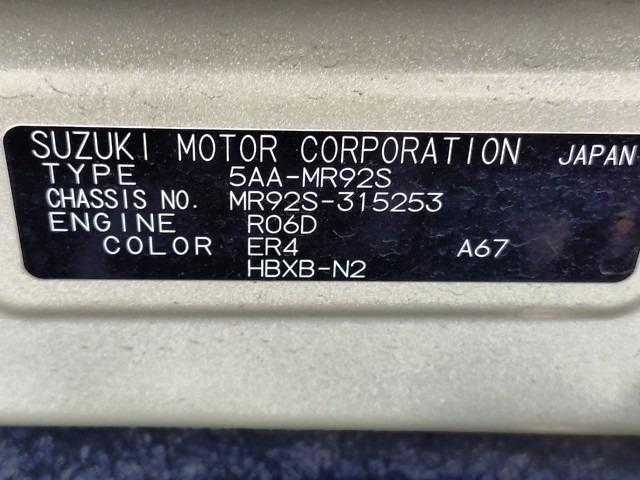 SUZUKI MOTOR CORPORATION JAPAN
TYPE 5AA-MR92S
CHASSIS NO. MR92S-315253
ENGINE R06D
COLOR ER4 A67
HBXB-N2